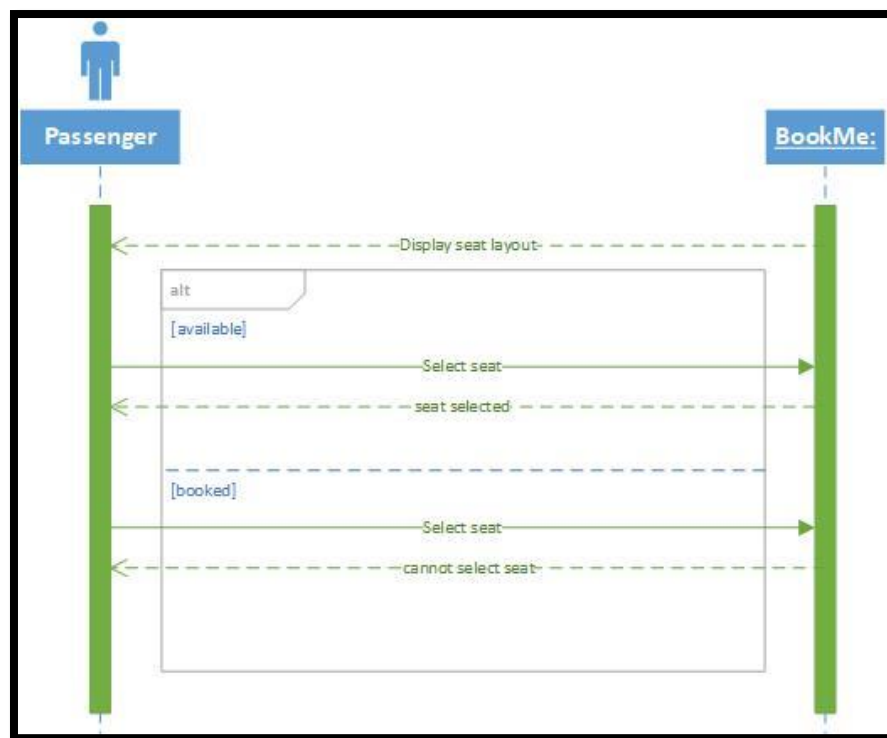 Passenger
BookMe:
Display seat layout
alt
[available]
Select seat
seat selected
[booked]
Select seat
cannot select seat